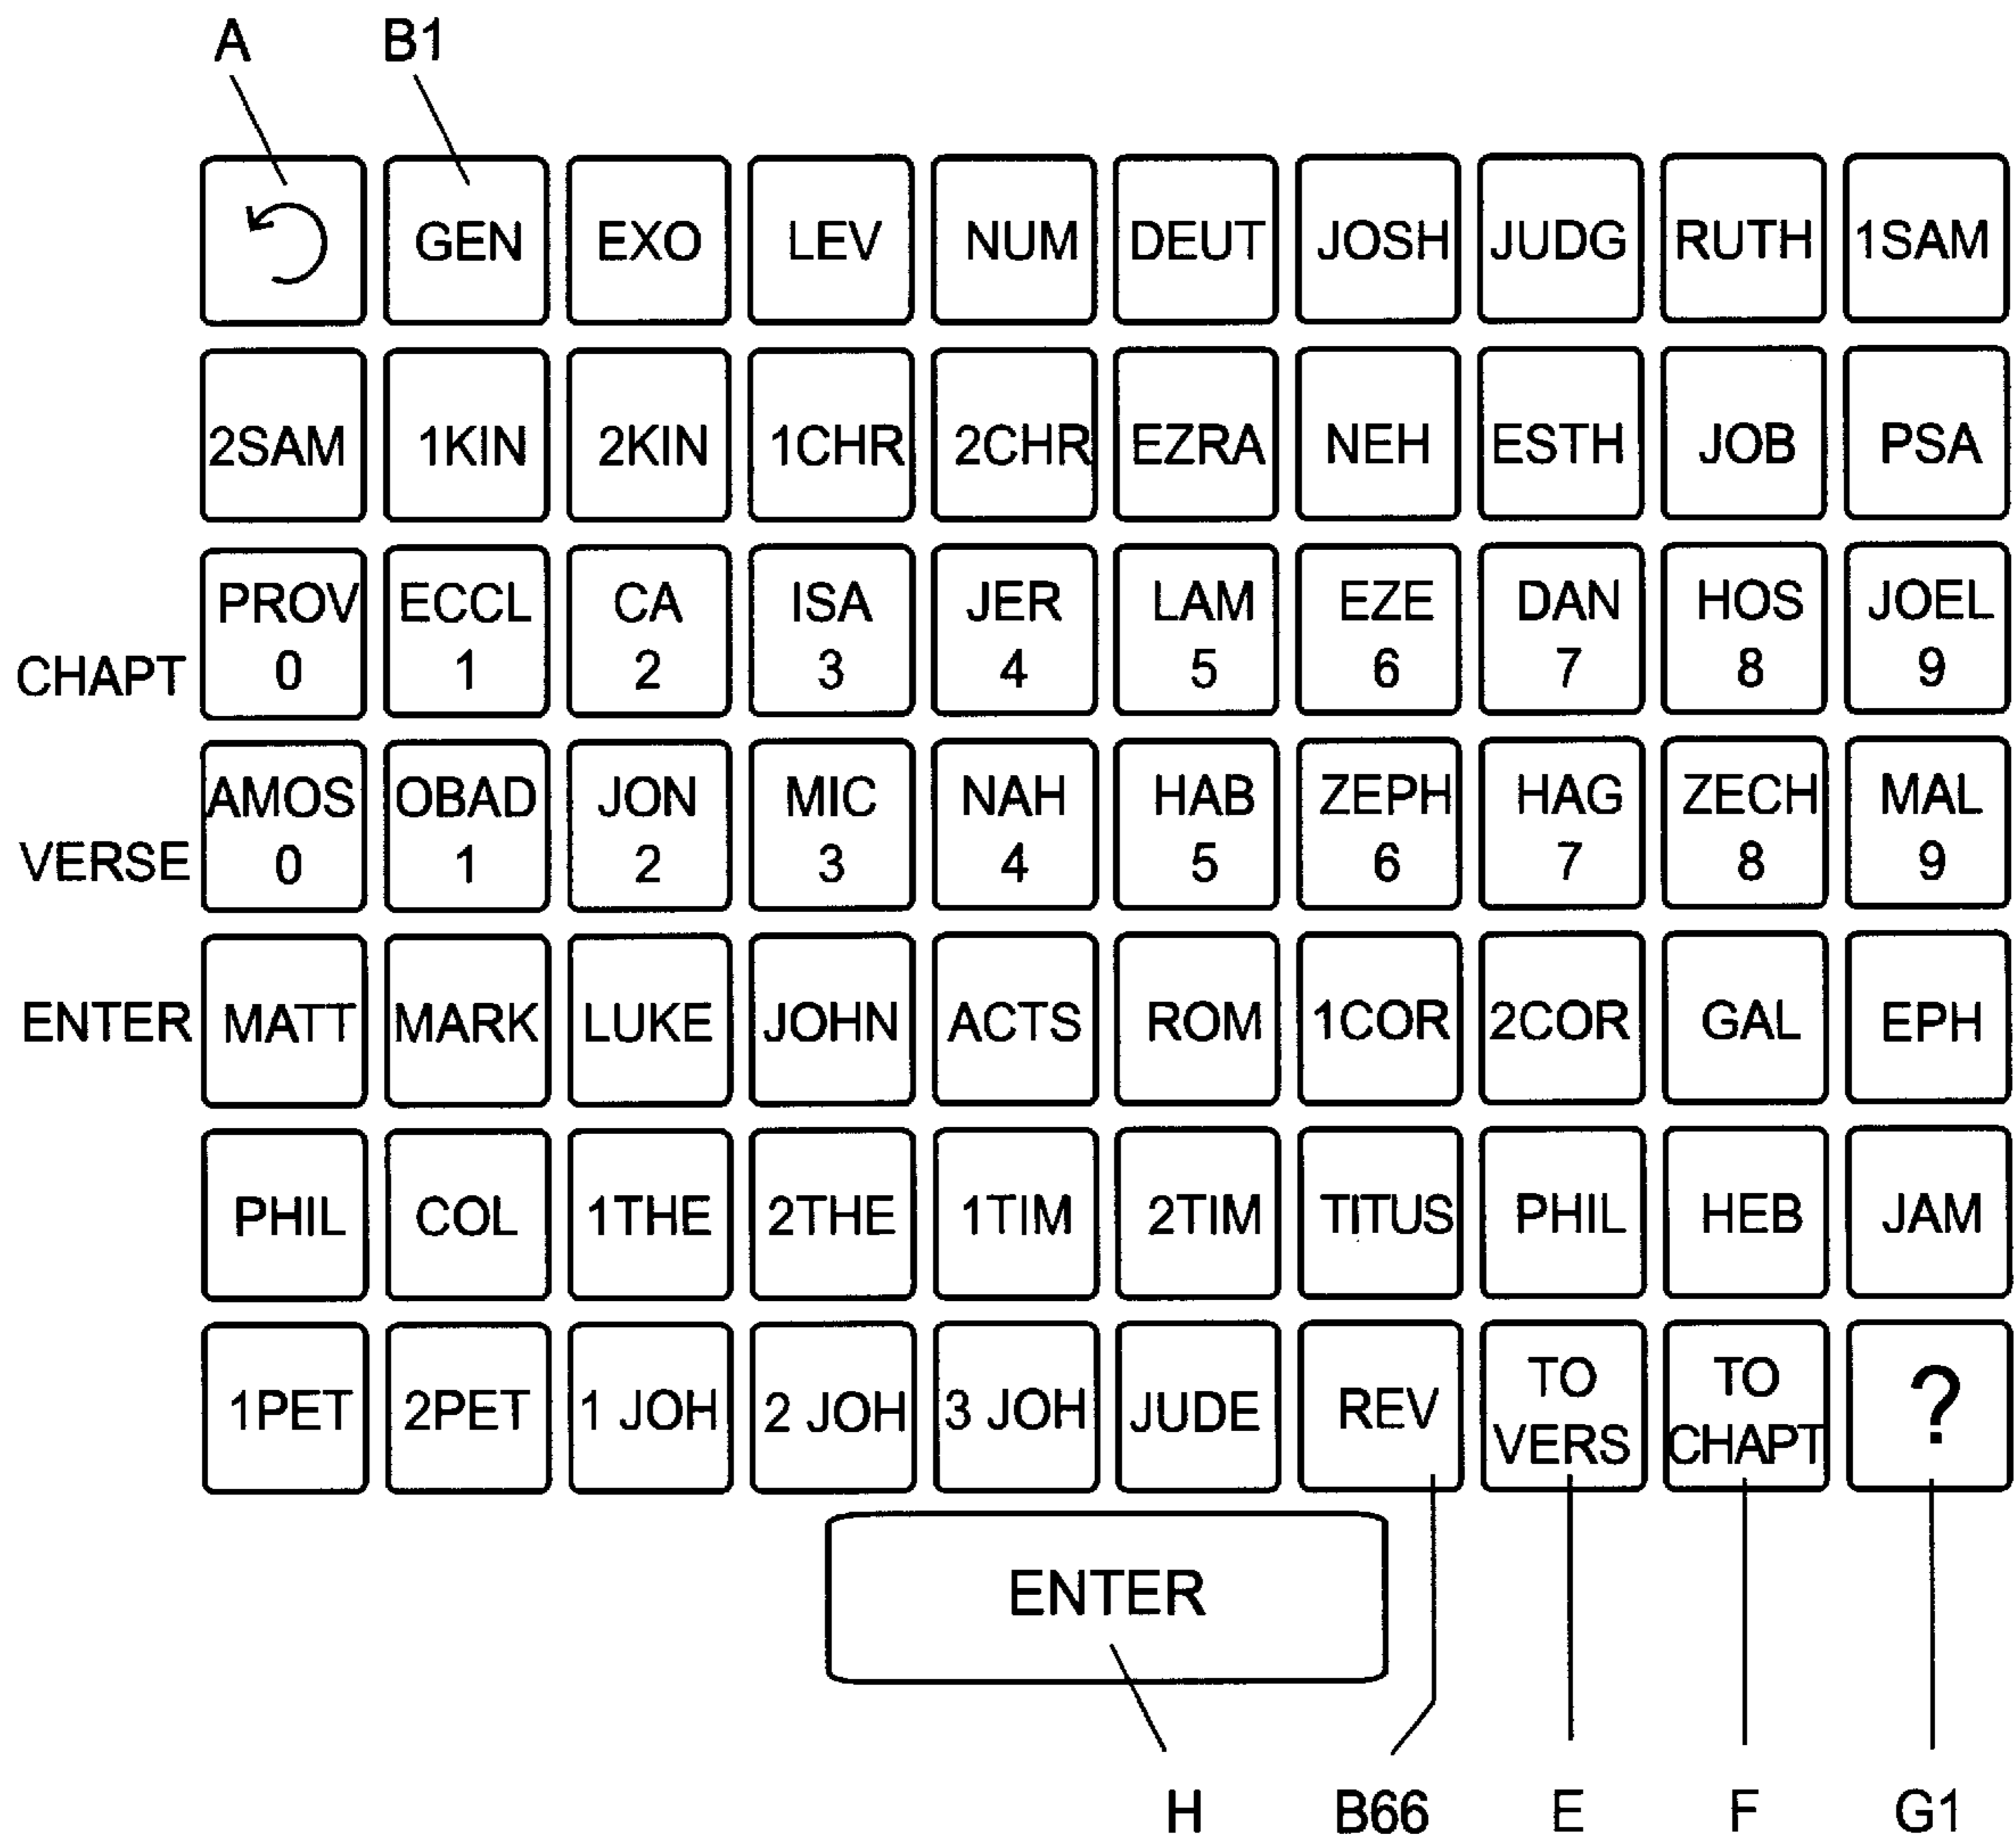 A B1
GEN EXO LEV NUM DEUT JOSH JUDG RUTH 1SAM
2SAM 1KIN 2KIN 1CHR 2CHR EZRA NEH ESTH JOB PSA
PROV ECCL CA ISA JER LAM EZE DAN HOS JOEL
CHAPT 0 1 2 3 4 5 6 7 8 9
AMOS OBAD JON MIC NAH HAB ZEPH HAG ZECH MAL
VERSE 0 1 2 3 4 5 6 7 8 9
ENTER MATT MARK LUKE JOHN ACTS ROM 1COR 2COR GAL EPH
PHIL COL 1THE 2THE 1TIM 2TIM TITUS PHIL HEB JAM
1PET 2PET 1 JOH 2 JOH 3 JOH JUDE REV TO VERS TO CHAPT ?
ENTER
H B66 E F G1